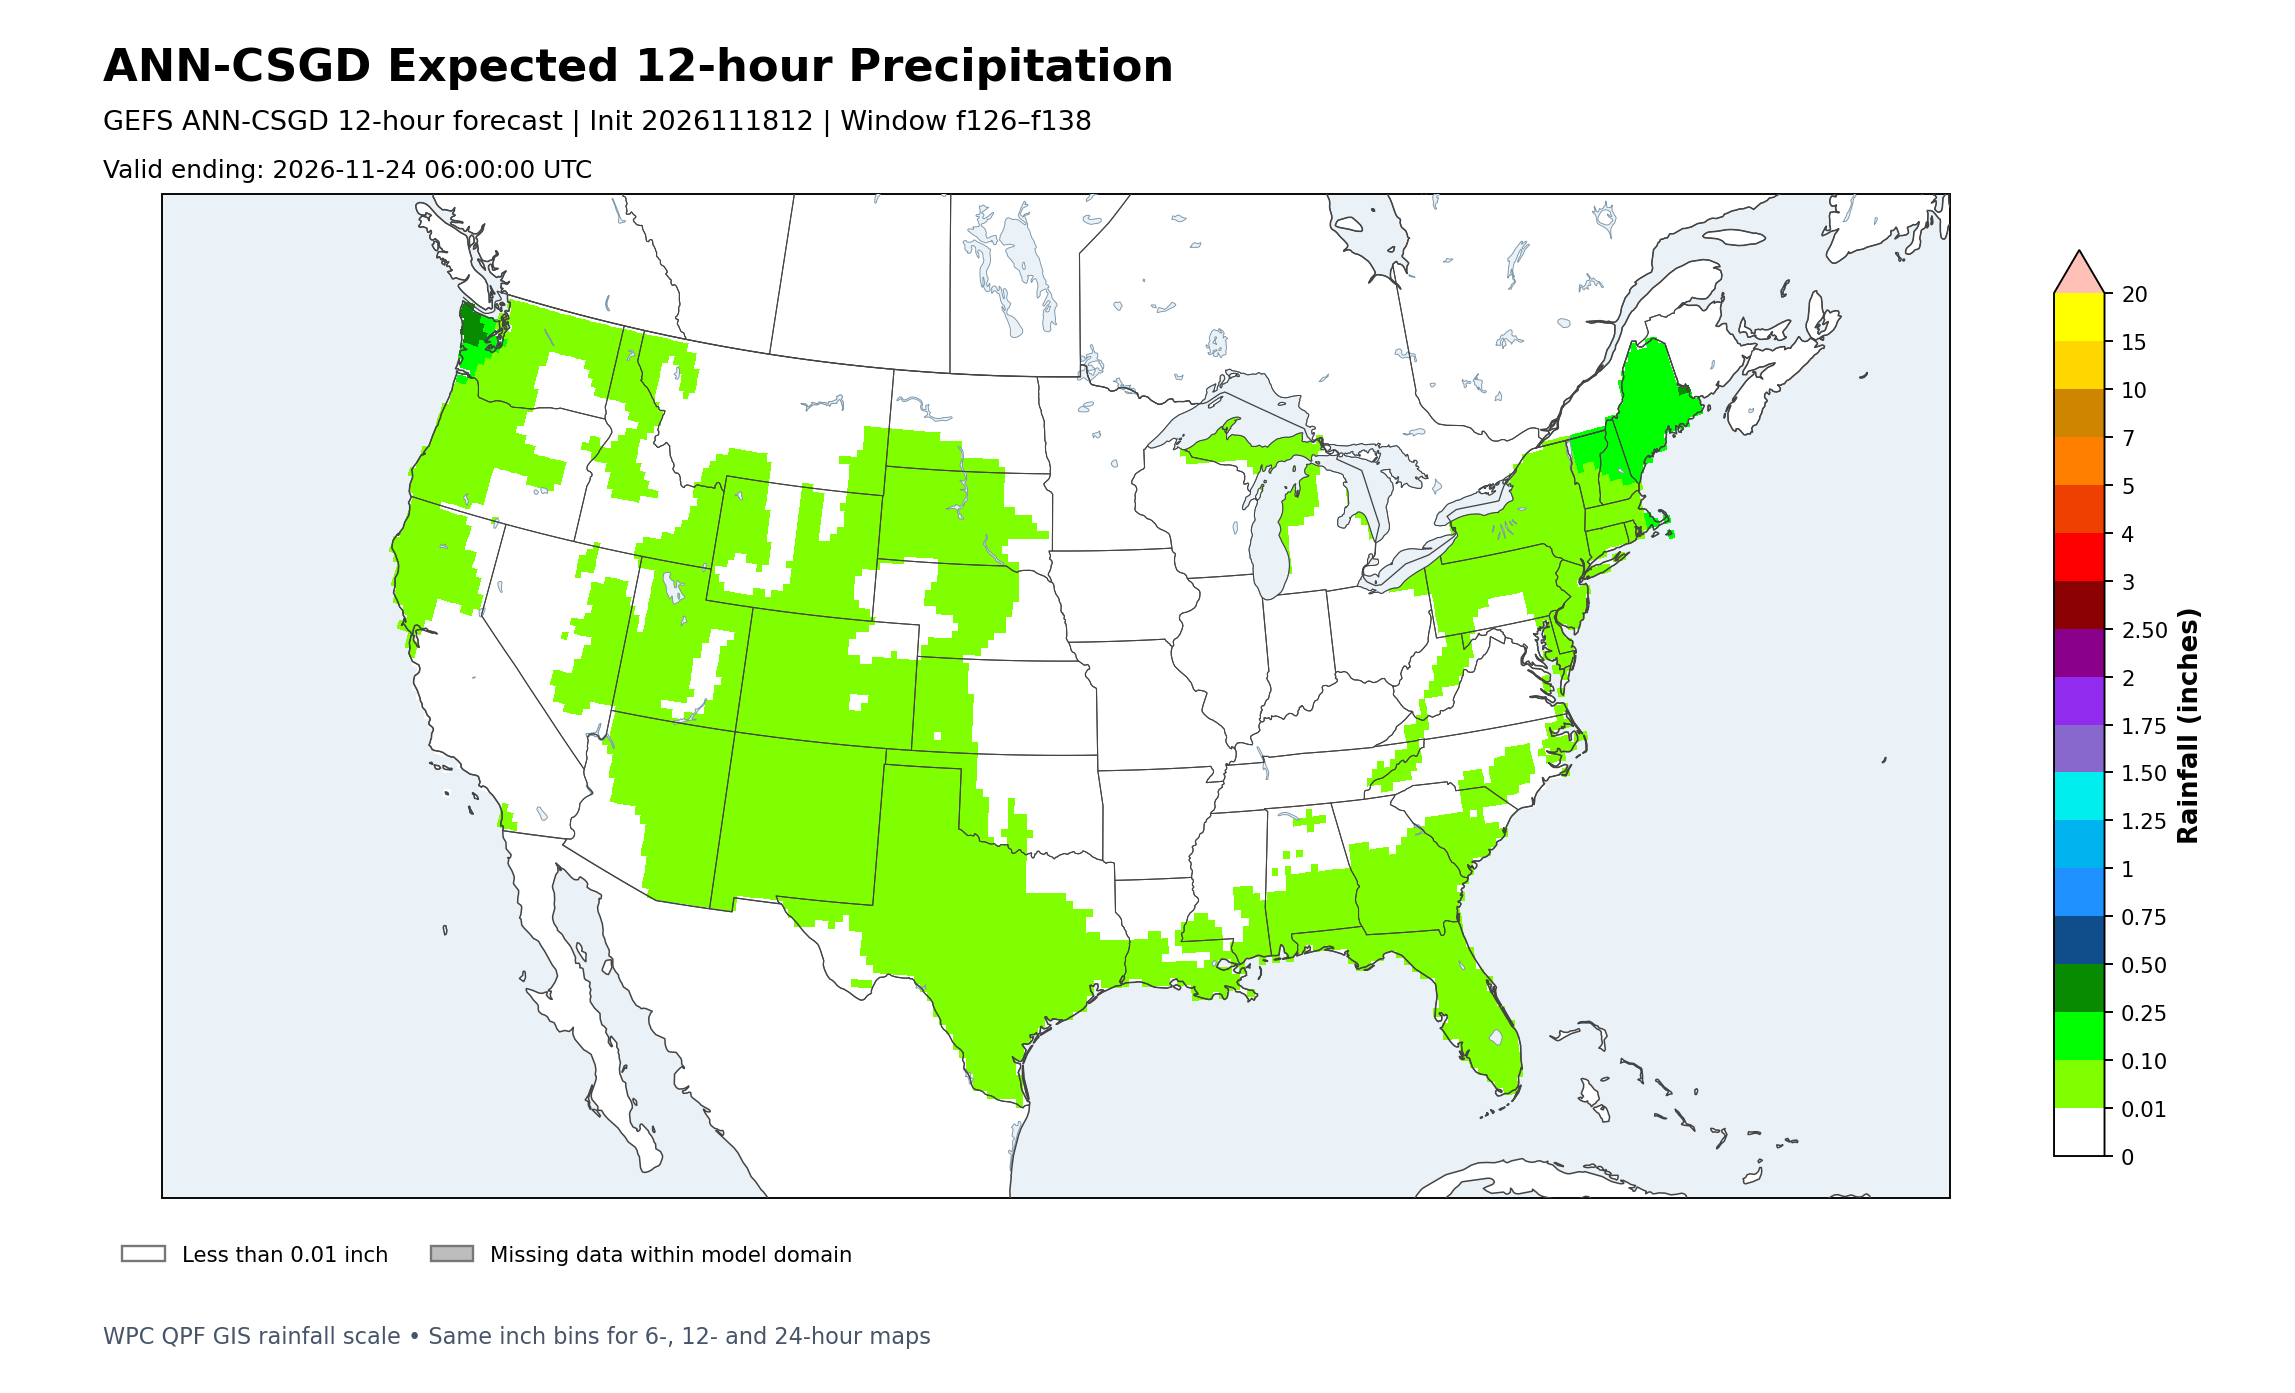 ANN-CSGD Expected 12-hour Precipitation
GEFS ANN-CSGD 12-hour forecast | Init 2026111812 | Window f126–f138
Valid ending: 2026-11-24 06:00:00 UTC
20
15
10
7
5
4
3
2.50
2
1.75
1.50
1.25
1
0.75
0.50
0.25
0.10
0.01
0
Rainfall (inches)
Less than 0.01 inch
Missing data within model domain
WPC QPF GIS rainfall scale • Same inch bins for 6-, 12- and 24-hour maps